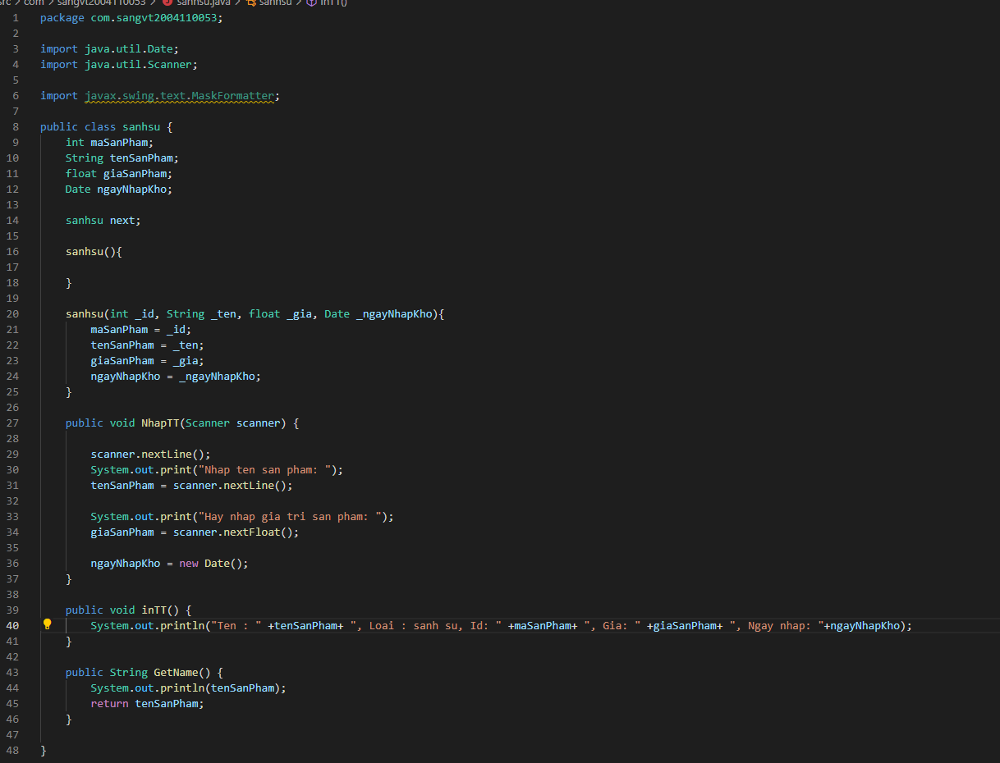 src > com > sangvt2004110053 > sanhsu.java > sanhsu > inTT()
1 package com.sangvt2004110053;
2
3 import java.util.Date;
4 import java.util.Scanner;
5
6 import javax.swing.text.MaskFormatter;
7
8 public class sanhsu {
9     int maSanPham;
10     String tenSanPham;
11     float giaSanPham;
12     Date ngayNhapKho;
13
14     sanhsu next;
15
16     sanhsu(){
17
18     }
19
20     sanhsu(int _id, String _ten, float _gia, Date _ngayNhapKho){
21         maSanPham = _id;
22         tenSanPham = _ten;
23         giaSanPham = _gia;
24         ngayNhapKho = _ngayNhapKho;
25     }
26
27     public void NhapTT(Scanner scanner) {
28
29         scanner.nextLine();
30         System.out.print("Nhap ten san pham: ");
31         tenSanPham = scanner.nextLine();
32
33         System.out.print("Hay nhap gia tri san pham: ");
34         giaSanPham = scanner.nextFloat();
35
36         ngayNhapKho = new Date();
37     }
38
39     public void inTT() {
40         System.out.println("Ten : " +tenSanPham+ ", Loai : sanh su, Id: " +maSanPham+ ", Gia: " +giaSanPham+ ", Ngay nhap: "+ngayNhapKho);
41     }
42
43     public String GetName() {
44         System.out.println(tenSanPham);
45         return tenSanPham;
46     }
47
48 }